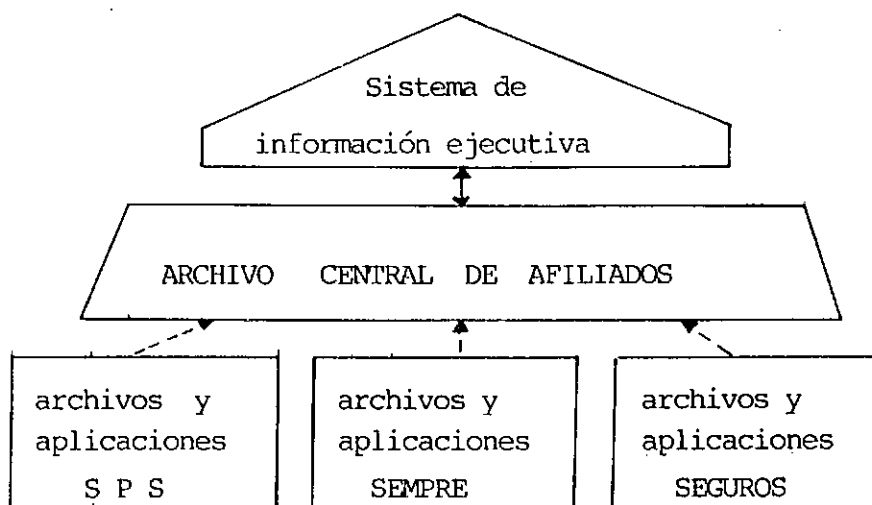 Sistema de
información ejecutiva
ARCHIVO CENTRAL DE AFILIADOS
archivos y
aplicaciones
S P S
archivos y
aplicaciones
SEMPRE
archivos y
aplicaciones
SEGUROS